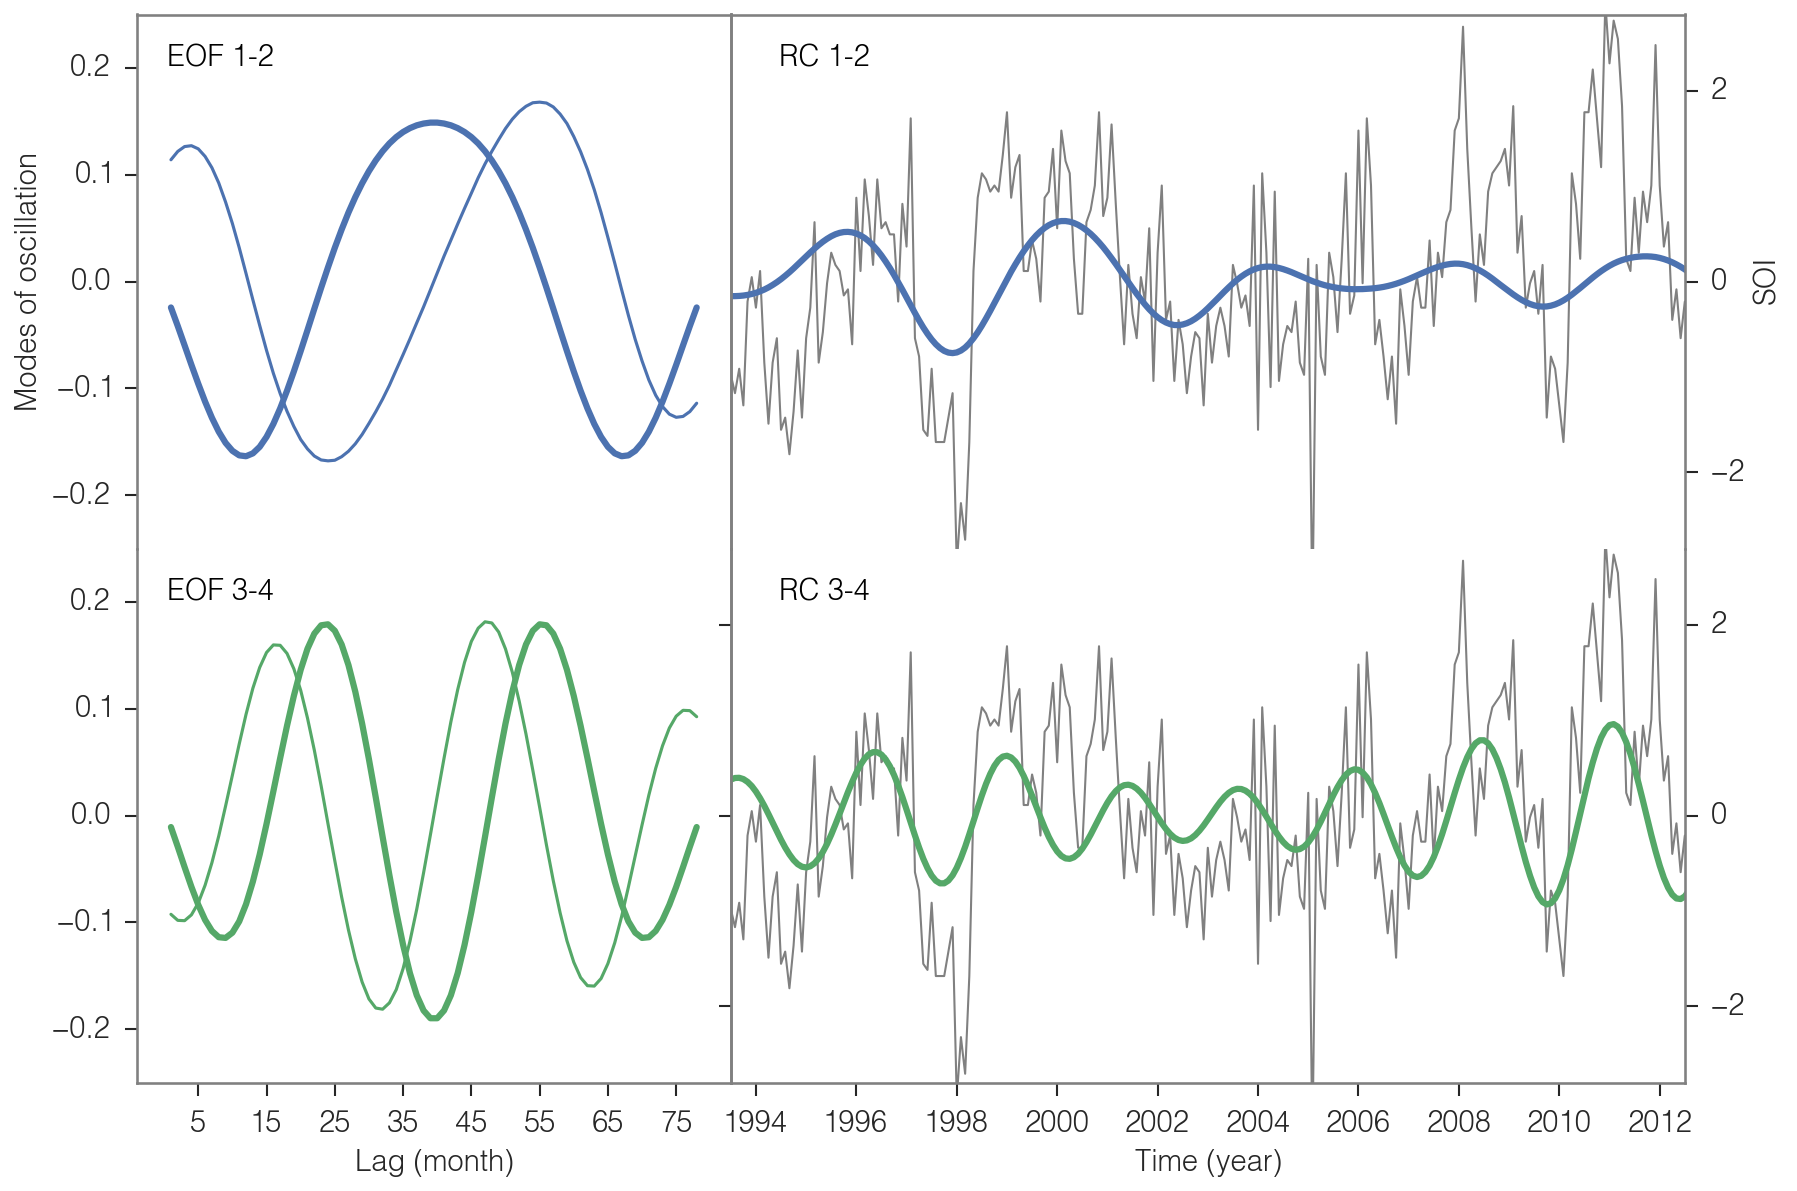 EOF 1-2
RC 1-2
0.2
0.1
0.0
−0.1
−0.2
Modes of oscillation
2
0
−2
SOI
EOF 3-4
RC 3-4
0.2
0.1
0.0
−0.1
−0.2
2
0
−2
5 15 25 35 45 55 65 75
1994 1996 1998 2000 2002 2004 2006 2008 2010 2012
Lag (month)
Time (year)